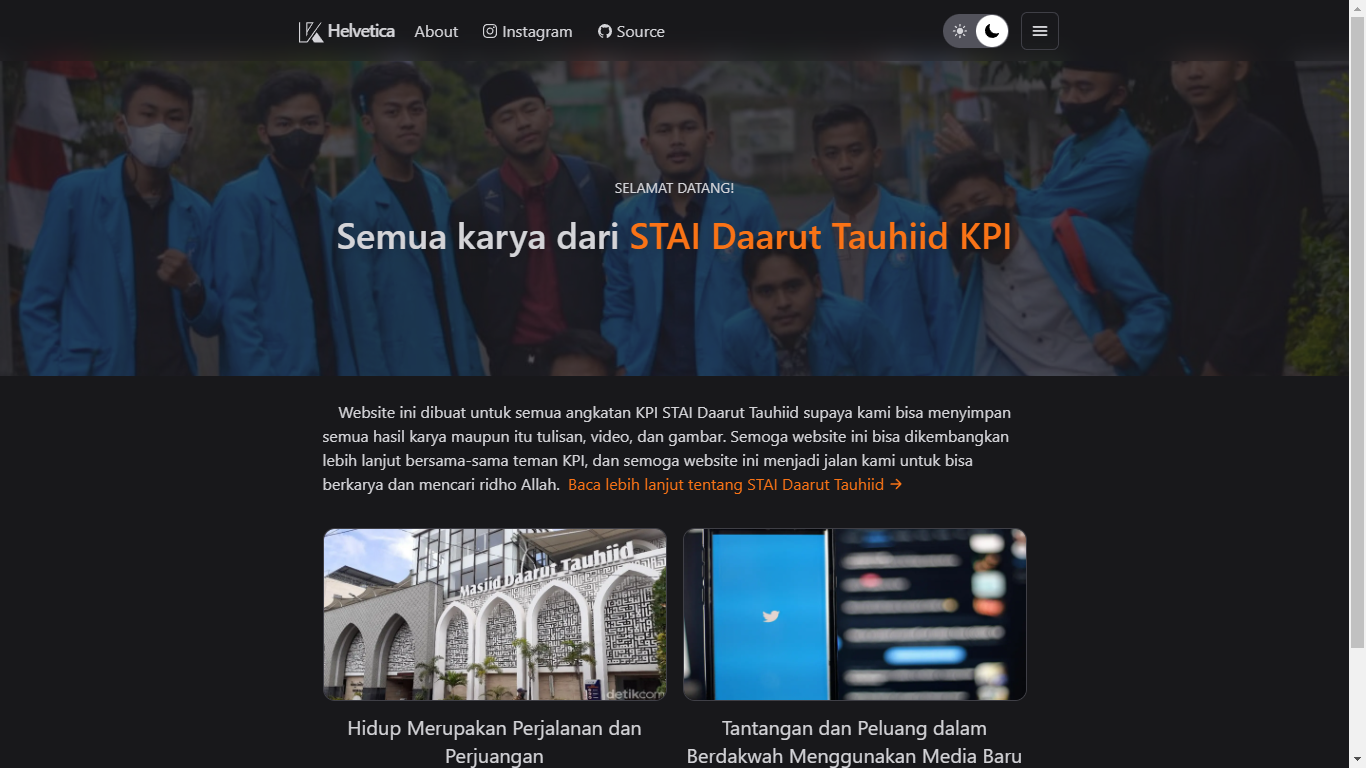 Helvetica About Instagram Source
SELAMAT DATANG!
Semua karya dari STAI Daarut Tauhiid KPI
Website ini dibuat untuk semua angkatan KPI STAI Daarut Tauhiid supaya kami bisa menyimpan
semua hasil karya maupun itu tulisan, video, dan gambar. Semoga website ini bisa dikembangkan
lebih lanjut bersama-sama teman KPI, dan semoga website ini menjadi jalan kami untuk bisa
berkarya dan mencari ridho Allah. Baca lebih lanjut tentang STAI Daarut Tauhiid →
Masjid Daarut Tauhiid
detikcom
Hidup Merupakan Perjalanan dan
Perjuangan
Tantangan dan Peluang dalam
Berdakwah Menggunakan Media Baru